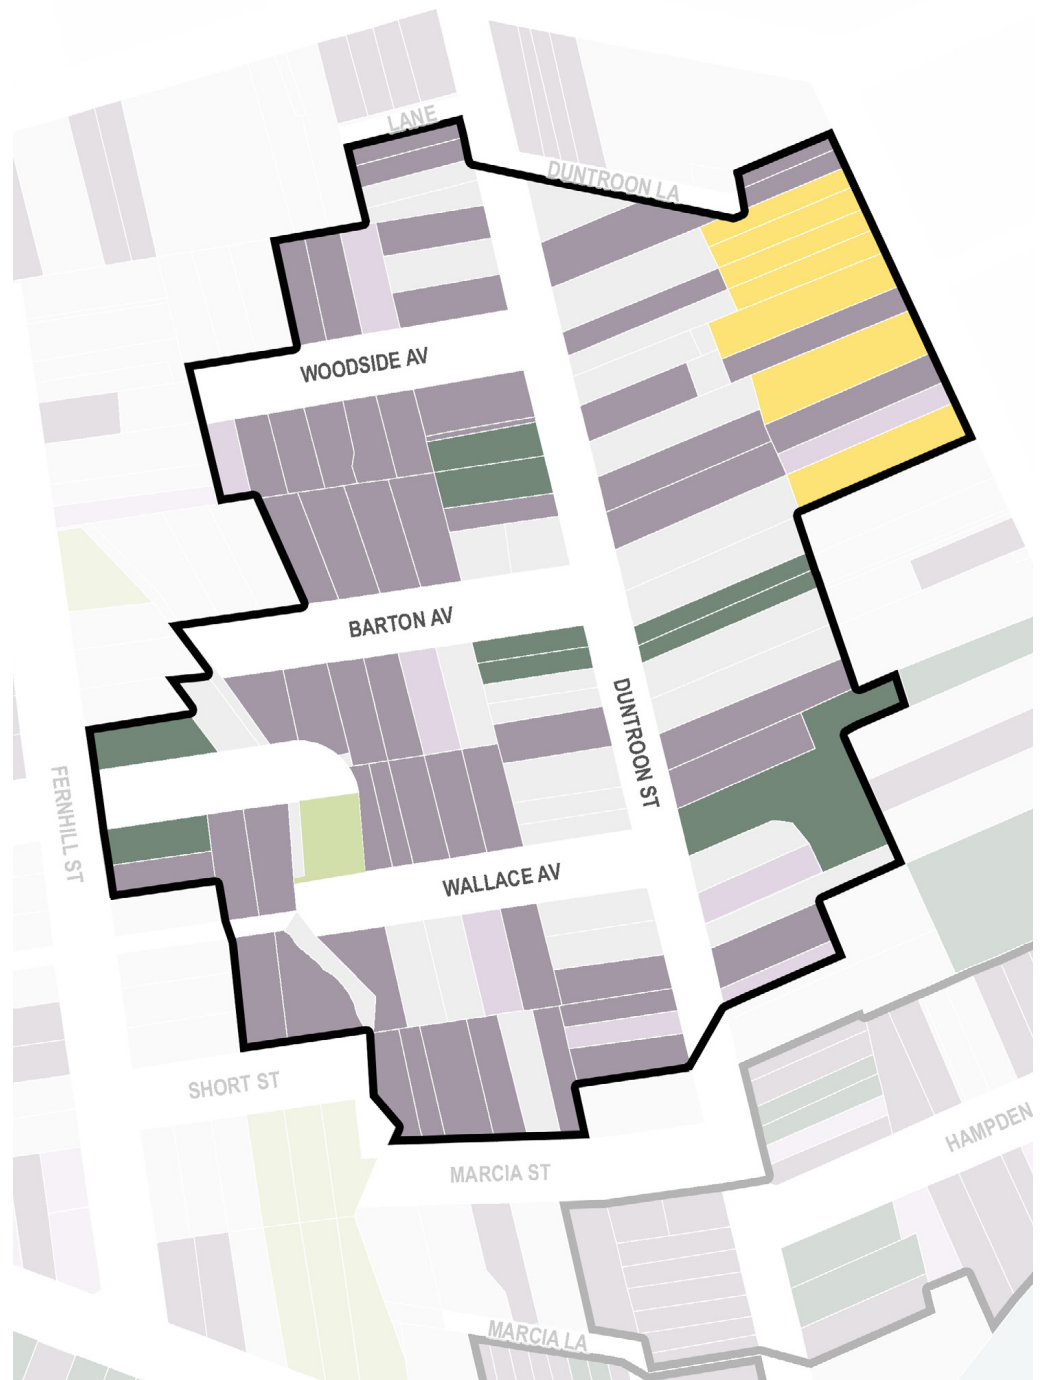 LANE
DUNTROON LA
WOODSIDE AV
BARTON AV
DUNTROON ST
FERNHILL ST
WALLACE AV
SHORT ST
HAMPDEN
MARCIA ST
MARCIA LA